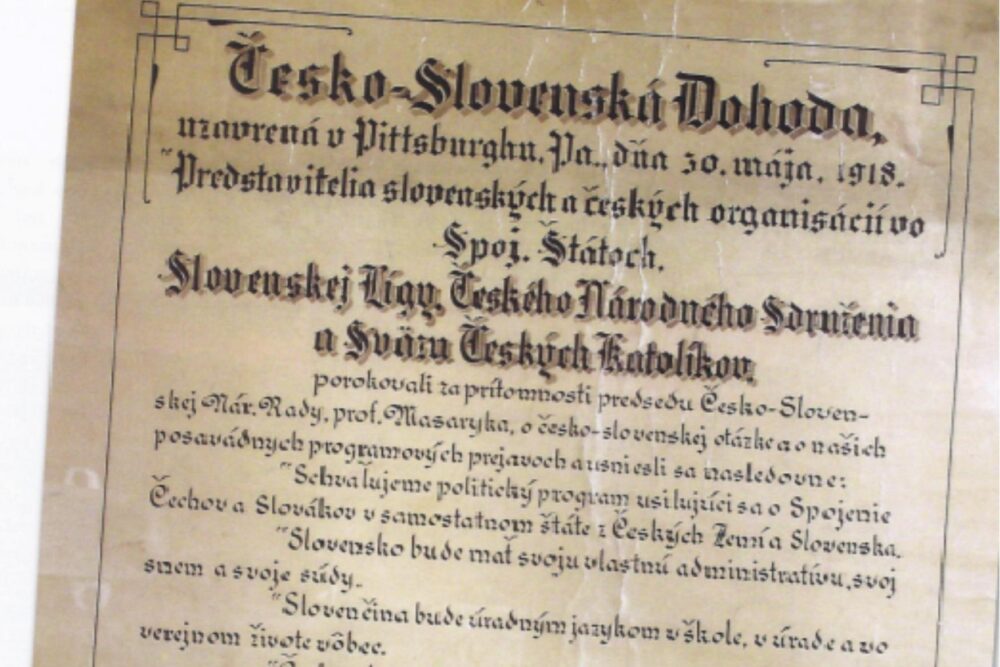 Česko-Slovenská Dohoda,
uzavrená v Pittsburghu, Pa., dňa 30. mája, 1918.
"Predstavitelia slovenských a českých organisácií vo
Spoj. Štátoch,
Slovenskej Ligy, Českého Národného Sdruženia
a Sväzu Českých Katolíkov,
porokovali za prítomnosti predsedu Česko-Sloven-
skej Nár. Rady, prof. Masaryka, o česko-slovenskej otázke a o našich
posavádnych programových prejavoch a usniesli sa nasledovne:
"Schvaľujeme politický program usilujúci sa o Spojenie
Čechov a Slovákov v samostatnom štáte z Českých Zemí a Slovenska.
"Slovensko bude mať svoju vlastnú administratívu, svoj
snem a svoje súdy.
"Slovenčina bude úradným jazykom v škole, v úrade a vo
verejnom živote vôbec.